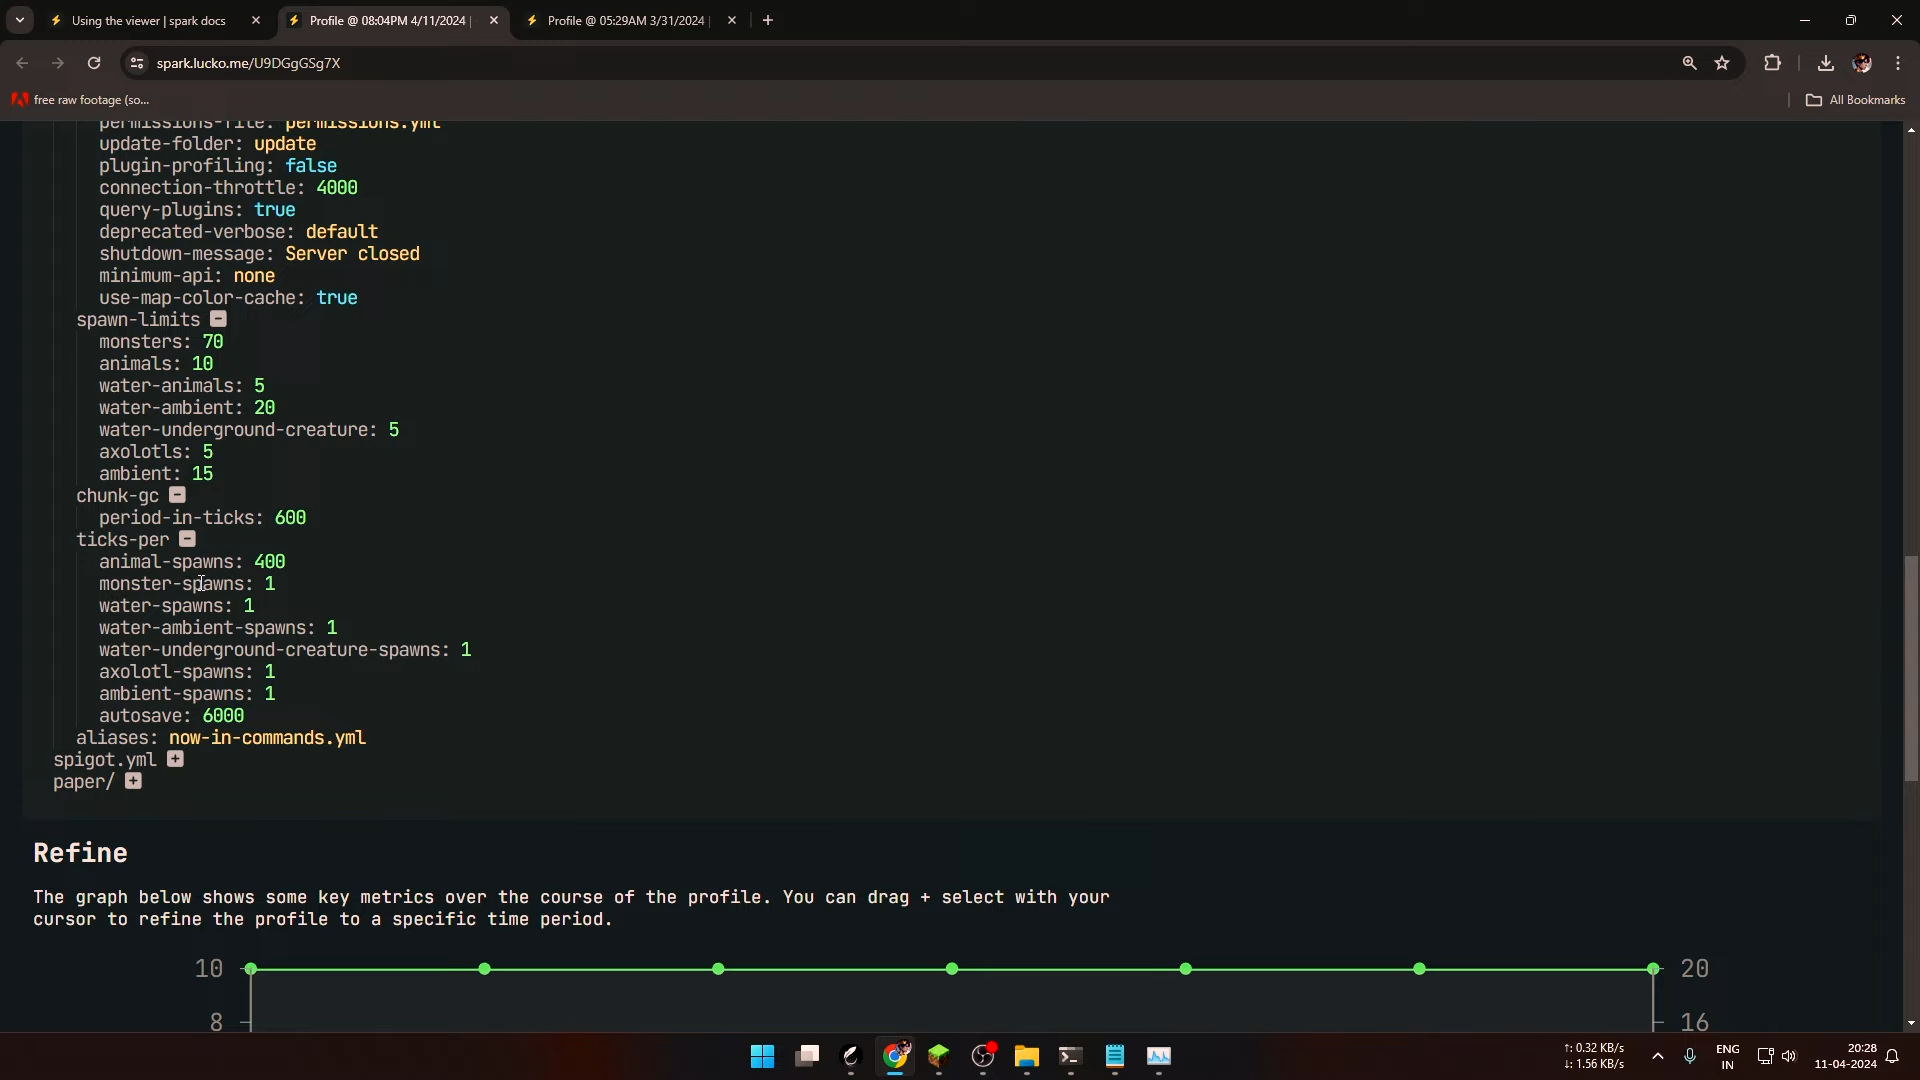 Using the viewer | spark docs
Profile @ 08:04PM 4/11/2024 |
Profile @ 05:29AM 3/31/2024 |
spark.lucko.me/U9DGgGSg7X
free raw footage (so...
All Bookmarks
permissions-file: permissions.yml
update-folder: update
plugin-profiling: false
connection-throttle: 4000
query-plugins: true
deprecated-verbose: default
shutdown-message: Server closed
minimum-api: none
use-map-color-cache: true
spawn-limits
monsters: 70
animals: 10
water-animals: 5
water-ambient: 20
water-underground-creature: 5
axolotls: 5
ambient: 15
chunk-gc
period-in-ticks: 600
ticks-per
animal-spawns: 400
monster-spawns: 1
water-spawns: 1
water-ambient-spawns: 1
water-underground-creature-spawns: 1
axolotl-spawns: 1
ambient-spawns: 1
autosave: 6000
aliases: now-in-commands.yml
spigot.yml
paper/
Refine
The graph below shows some key metrics over the course of the profile. You can drag + select with your
cursor to refine the profile to a specific time period.
10 20
8 16
↑: 0.32 KB/s
↓: 1.56 KB/s
ENG
IN
20:28
11-04-2024